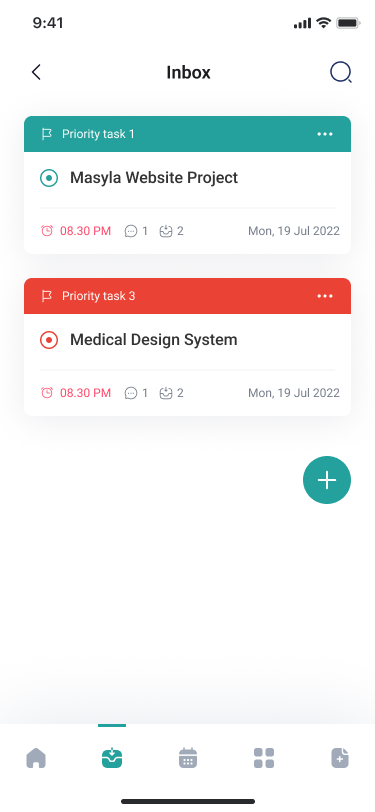 9:41
Inbox
Priority task 1
Masyla Website Project
08.30 PM 1 2 Mon, 19 Jul 2022
Priority task 3
Medical Design System
08.30 PM 1 2 Mon, 19 Jul 2022